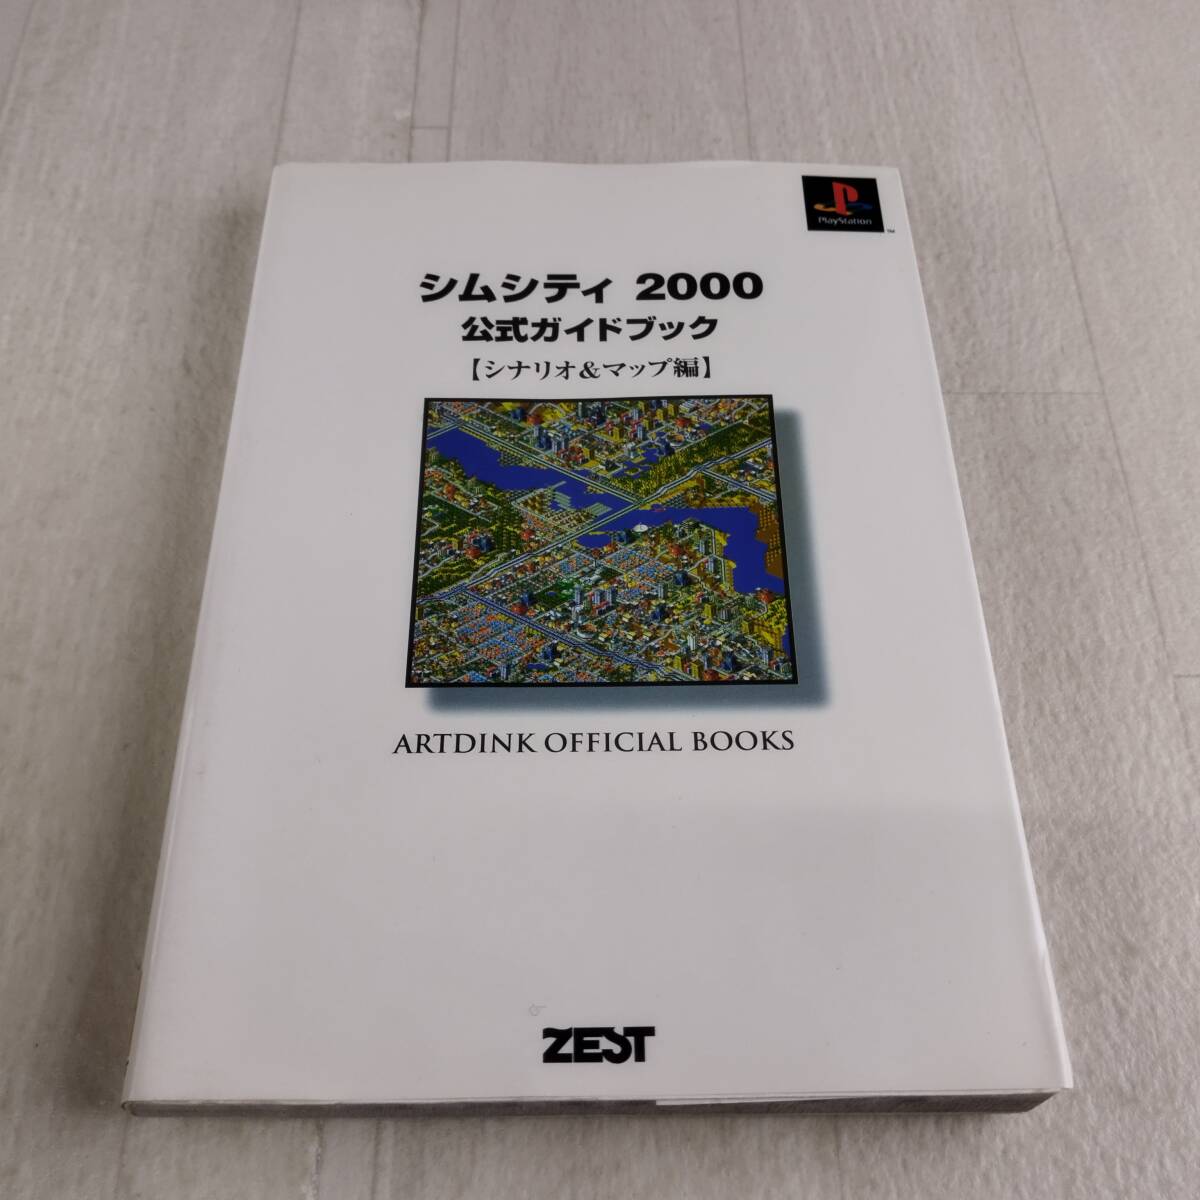 PlayStation
™
シムシティ 2000
公式ガイドブック
【シナリオ&マップ編】
ARTDINK OFFICIAL BOOKS
ZEST